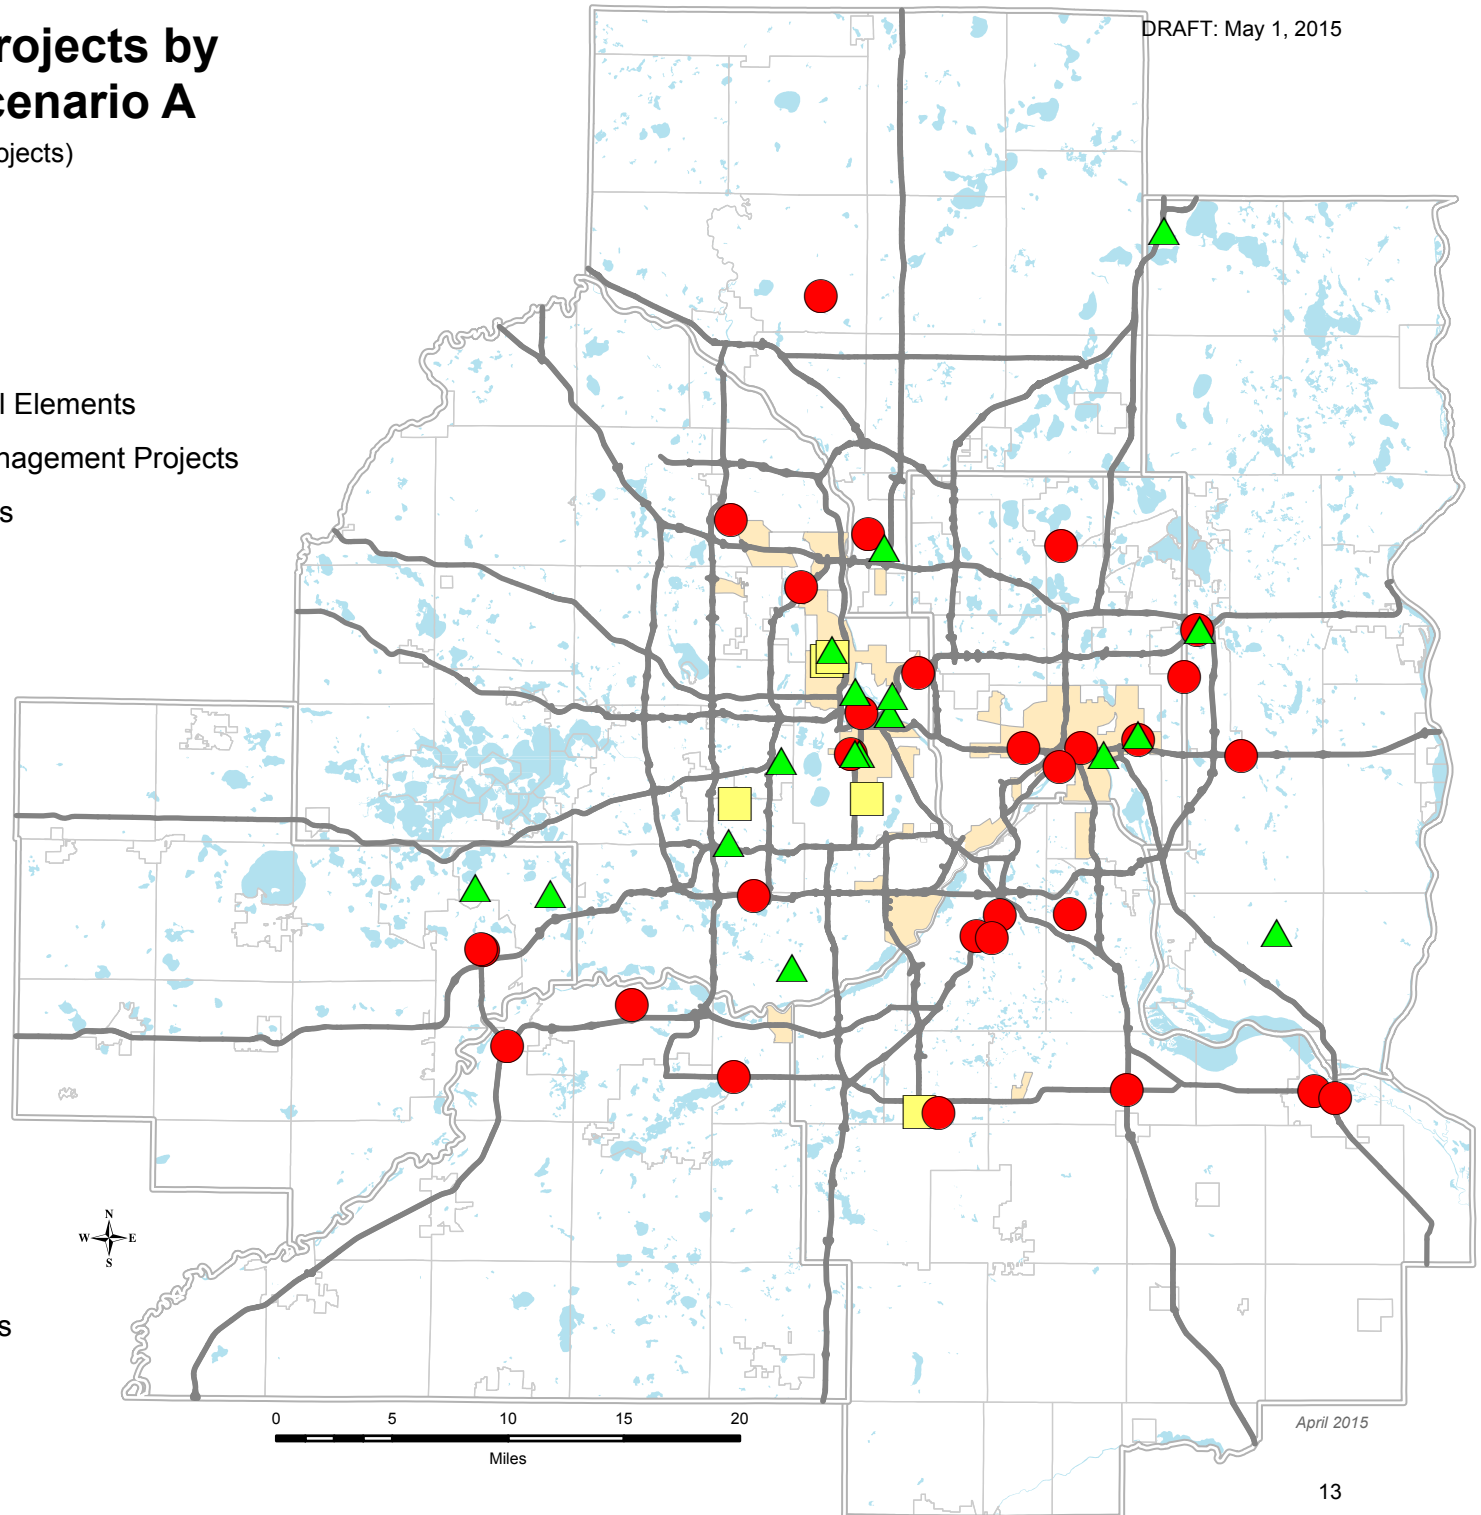 rojects by
cenario A
ojects)
DRAFT: May 1, 2015
l Elements
nagement Projects
s
N
W E
S
s
0 5 10 15 20
Miles
April 2015
13